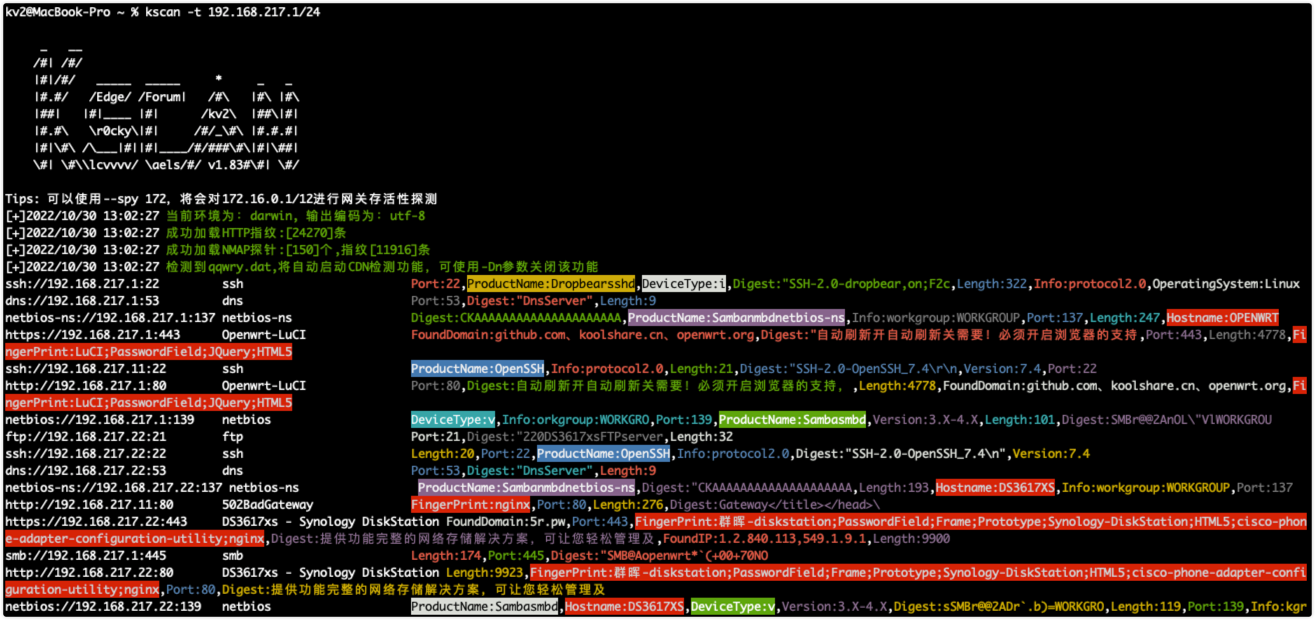 kv2@MacBook-Pro ~ % kscan -t 192.168.217.1/24
     _   __
    /#| /#/
    |#|/#/   _____  _____     *     _   _
    |#.#/   /Edge/ /Forum|   /#\   |#\ |#\
    |##|   |#|____ |#|      /kv2\  |##\|#|
    |#.#\   \r0cky\|#|     /#/_\#\ |#.#.#|
    |#|\#\ /\___|#||#|____/#/###\#\|#|\##|
    \#| \#\\lcvvvv/ \aels/#/ v1.83#\#| \#/
Tips: 可以使用--spy 172, 将会对172.16.0.1/12进行网关存活性探测
[+]2022/10/30 13:02:27 当前环境为: darwin, 输出编码为: utf-8
[+]2022/10/30 13:02:27 成功加载HTTP指纹:[24270]条
[+]2022/10/30 13:02:27 成功加载NMAP探针:[150]个,指纹[11916]条
[+]2022/10/30 13:02:27 检测到qqwry.dat,将自动启动CDN检测功能, 可使用-Dn参数关闭该功能
ssh://192.168.217.1:22 ssh Port:22,ProductName:Dropbearsshd,DeviceType:i,Digest:"SSH-2.0-dropbear,on;F2c,Length:322,Info:protocol2.0,OperatingSystem:Linux
dns://192.168.217.1:53 dns Port:53,Digest:"DnsServer",Length:9
netbios-ns://192.168.217.1:137 netbios-ns Digest:CKAAAAAAAAAAAAAAAAAAAAA,ProductName:Sambanmbdnetbios-ns,Info:workgroup:WORKGROUP,Port:137,Length:247,Hostname:OPENWRT
https://192.168.217.1:443 Openwrt-LuCI FoundDomain:github.com、koolshare.cn、openwrt.org,Digest:"自动刷新开自动刷新关需要! 必须开启浏览器的支持,Port:443,Length:4778,Fi
ngerPrint:LuCI;PasswordField;JQuery;HTML5
ssh://192.168.217.11:22 ssh ProductName:OpenSSH,Info:protocol2.0,Length:21,Digest:"SSH-2.0-OpenSSH_7.4\r\n,Version:7.4,Port:22
http://192.168.217.1:80 Openwrt-LuCI Port:80,Digest:自动刷新开自动刷新关需要! 必须开启浏览器的支持, ,Length:4778,FoundDomain:github.com、koolshare.cn、openwrt.org,Fi
ngerPrint:LuCI;PasswordField;JQuery;HTML5
netbios://192.168.217.1:139 netbios DeviceType:v,Info:orkgroup:WORKGRO,Port:139,ProductName:Sambasmbd,Version:3.X-4.X,Length:101,Digest:SMBr@@2AnOL\"VlWORKGROU
ftp://192.168.217.22:21 ftp Port:21,Digest:"220DS3617xsFTPserver,Length:32
ssh://192.168.217.22:22 ssh Length:20,Port:22,ProductName:OpenSSH,Info:protocol2.0,Digest:"SSH-2.0-OpenSSH_7.4\n",Version:7.4
dns://192.168.217.22:53 dns Port:53,Digest:"DnsServer",Length:9
netbios-ns://192.168.217.22:137 netbios-ns ProductName:Sambanmbdnetbios-ns,Digest:"CKAAAAAAAAAAAAAAAAAAAAA,Length:193,Hostname:DS3617XS,Info:workgroup:WORKGROUP,Port:137
http://192.168.217.11:80 502BadGateway FingerPrint:nginx,Port:80,Length:276,Digest:Gateway</title></head>\
https://192.168.217.22:443 DS3617xs - Synology DiskStation FoundDomain:5r.pw,Port:443,FingerPrint:群晖-diskstation;PasswordField;Frame;Prototype;Synology-DiskStation;HTML5;cisco-phon
e-adapter-configuration-utility;nginx,Digest:提供功能完整的网络存储解决方案, 可让您轻松管理及,FoundIP:1.2.840.113,549.1.9.1,Length:9900
smb://192.168.217.1:445 smb Length:174,Port:445,Digest:"SMB@Aopenwrt*`(+00+70NO
http://192.168.217.22:80 DS3617xs - Synology DiskStation Length:9923,FingerPrint:群晖-diskstation;PasswordField;Frame;Prototype;Synology-DiskStation;HTML5;cisco-phone-adapter-confi
guration-utility;nginx,Port:80,Digest:提供功能完整的网络存储解决方案, 可让您轻松管理及
netbios://192.168.217.22:139 netbios ProductName:Sambasmbd,Hostname:DS3617XS,DeviceType:v,Version:3.X-4.X,Digest:sSMBr@@2ADr`.b)=WORKGRO,Length:119,Port:139,Info:kgr